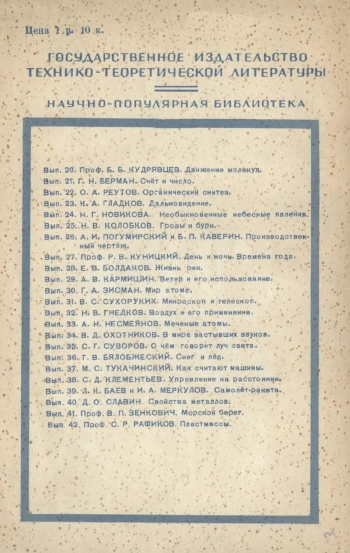 Цена 1 р. 10 к.
ГОСУДАРСТВЕННОЕ ИЗДАТЕЛЬСТВО
ТЕХНИКО-ТЕОРЕТИЧЕСКОЙ ЛИТЕРАТУРЫ
НАУЧНО-ПОПУЛЯРНАЯ БИБЛИОТЕКА
Вып. 20. Проф. Б. Б. КУДРЯВЦЕВ. Движение молекул.
Вып. 21. Г. Н. БЕРМАН. Счёт и число.
Вып. 22. О. А. РЕУТОВ. Органический синтез.
Вып. 23. К. А. ГЛАДКОВ. Дальновидение.
Вып. 24. Н. Г. НОВИКОВА. Необыкновенные небесные явления.
Вып. 25. Н. В. КОЛОБКОВ. Грозы и бури.
Вып. 26. А. И. ПОГУМИРСКИЙ и Б. П. КАВЕРИН. Производствен-
ный чертёж.
Вып. 27. Проф. Р. В. КУНИЦКИЙ. День и ночь. Времена года.
Вып. 28. Е. В. БОЛДАКОВ. Жизнь рек.
Вып. 29. А. В. КАРМИШИН. Ветер и его использование.
Вып. 30. Г. А. ЗИСМАН. Мир атома.
Вып. 31. В. С. СУХОРУКИХ. Микроскоп и телескоп.
Вып. 32. Н. В. ГНЕДКОВ. Воздух и его применение.
Вып. 33. А. Н. НЕСМЕЯНОВ. Меченые атомы.
Вып. 34. В. Д. ОХОТНИКОВ. В мире застывших звуков.
Вып. 35. С. Г. СУВОРОВ. О чём говорит луч света.
Вып. 36. Г. В. БЯЛОБЖЕСКИЙ. Снег и лёд.
Вып. 37. М. С. ТУКАЧИНСКИЙ. Как считают машины.
Вып. 38. С. Д. КЛЕМЕНТЬЕВ. Управление на расстоянии.
Вып. 39. Л. К. БАЕВ и И. А. МЕРКУЛОВ. Самолёт-ракета.
Вып. 40. Д. О. СЛАВИН. Свойства металлов.
Вып. 41. Проф. В. П. ЗЕНКОВИЧ. Морской берег.
Вып. 42. Проф. С. Р. РАФИКОВ. Пластмассы.